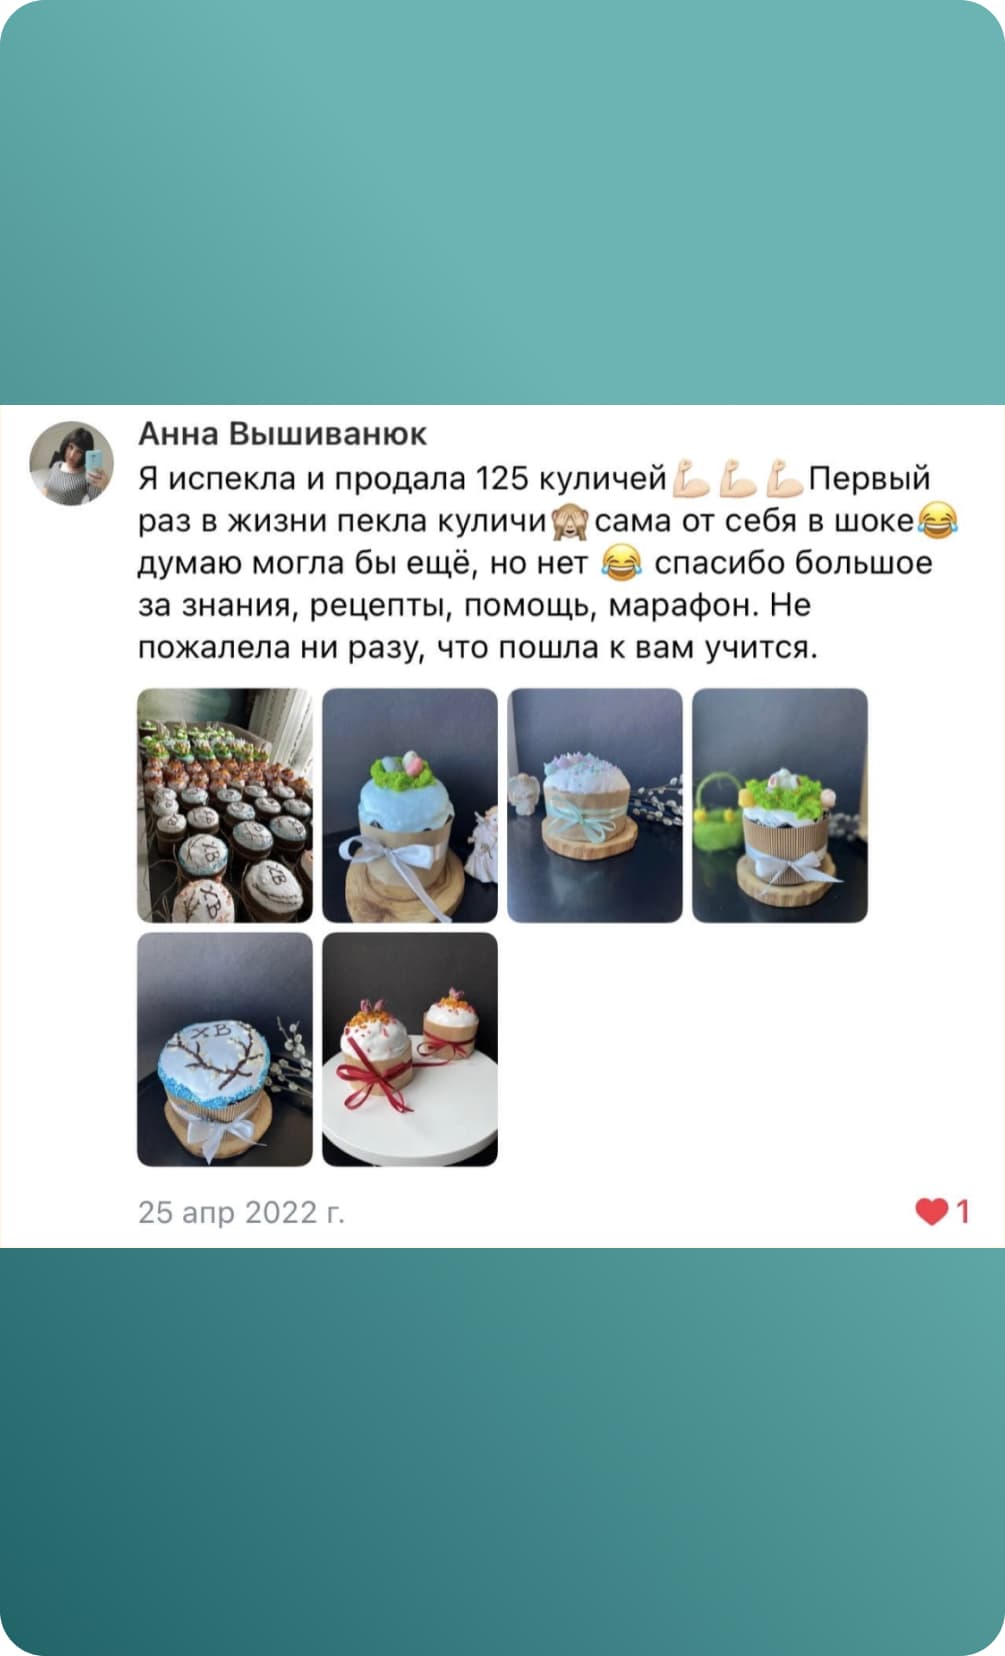 Анна Вышиванюк
Я испекла и продала 125 куличей💪🏻💪🏻💪🏻Первый
раз в жизни пекла куличи🙈сама от себя в шоке😂
думаю могла бы ещё, но нет 😂 спасибо большое
за знания, рецепты, помощь, марафон. Не
пожалела ни разу, что пошла к вам учится.
ХВ
ХВ
ХВ
ХВ
25 апр 2022 г.
❤1